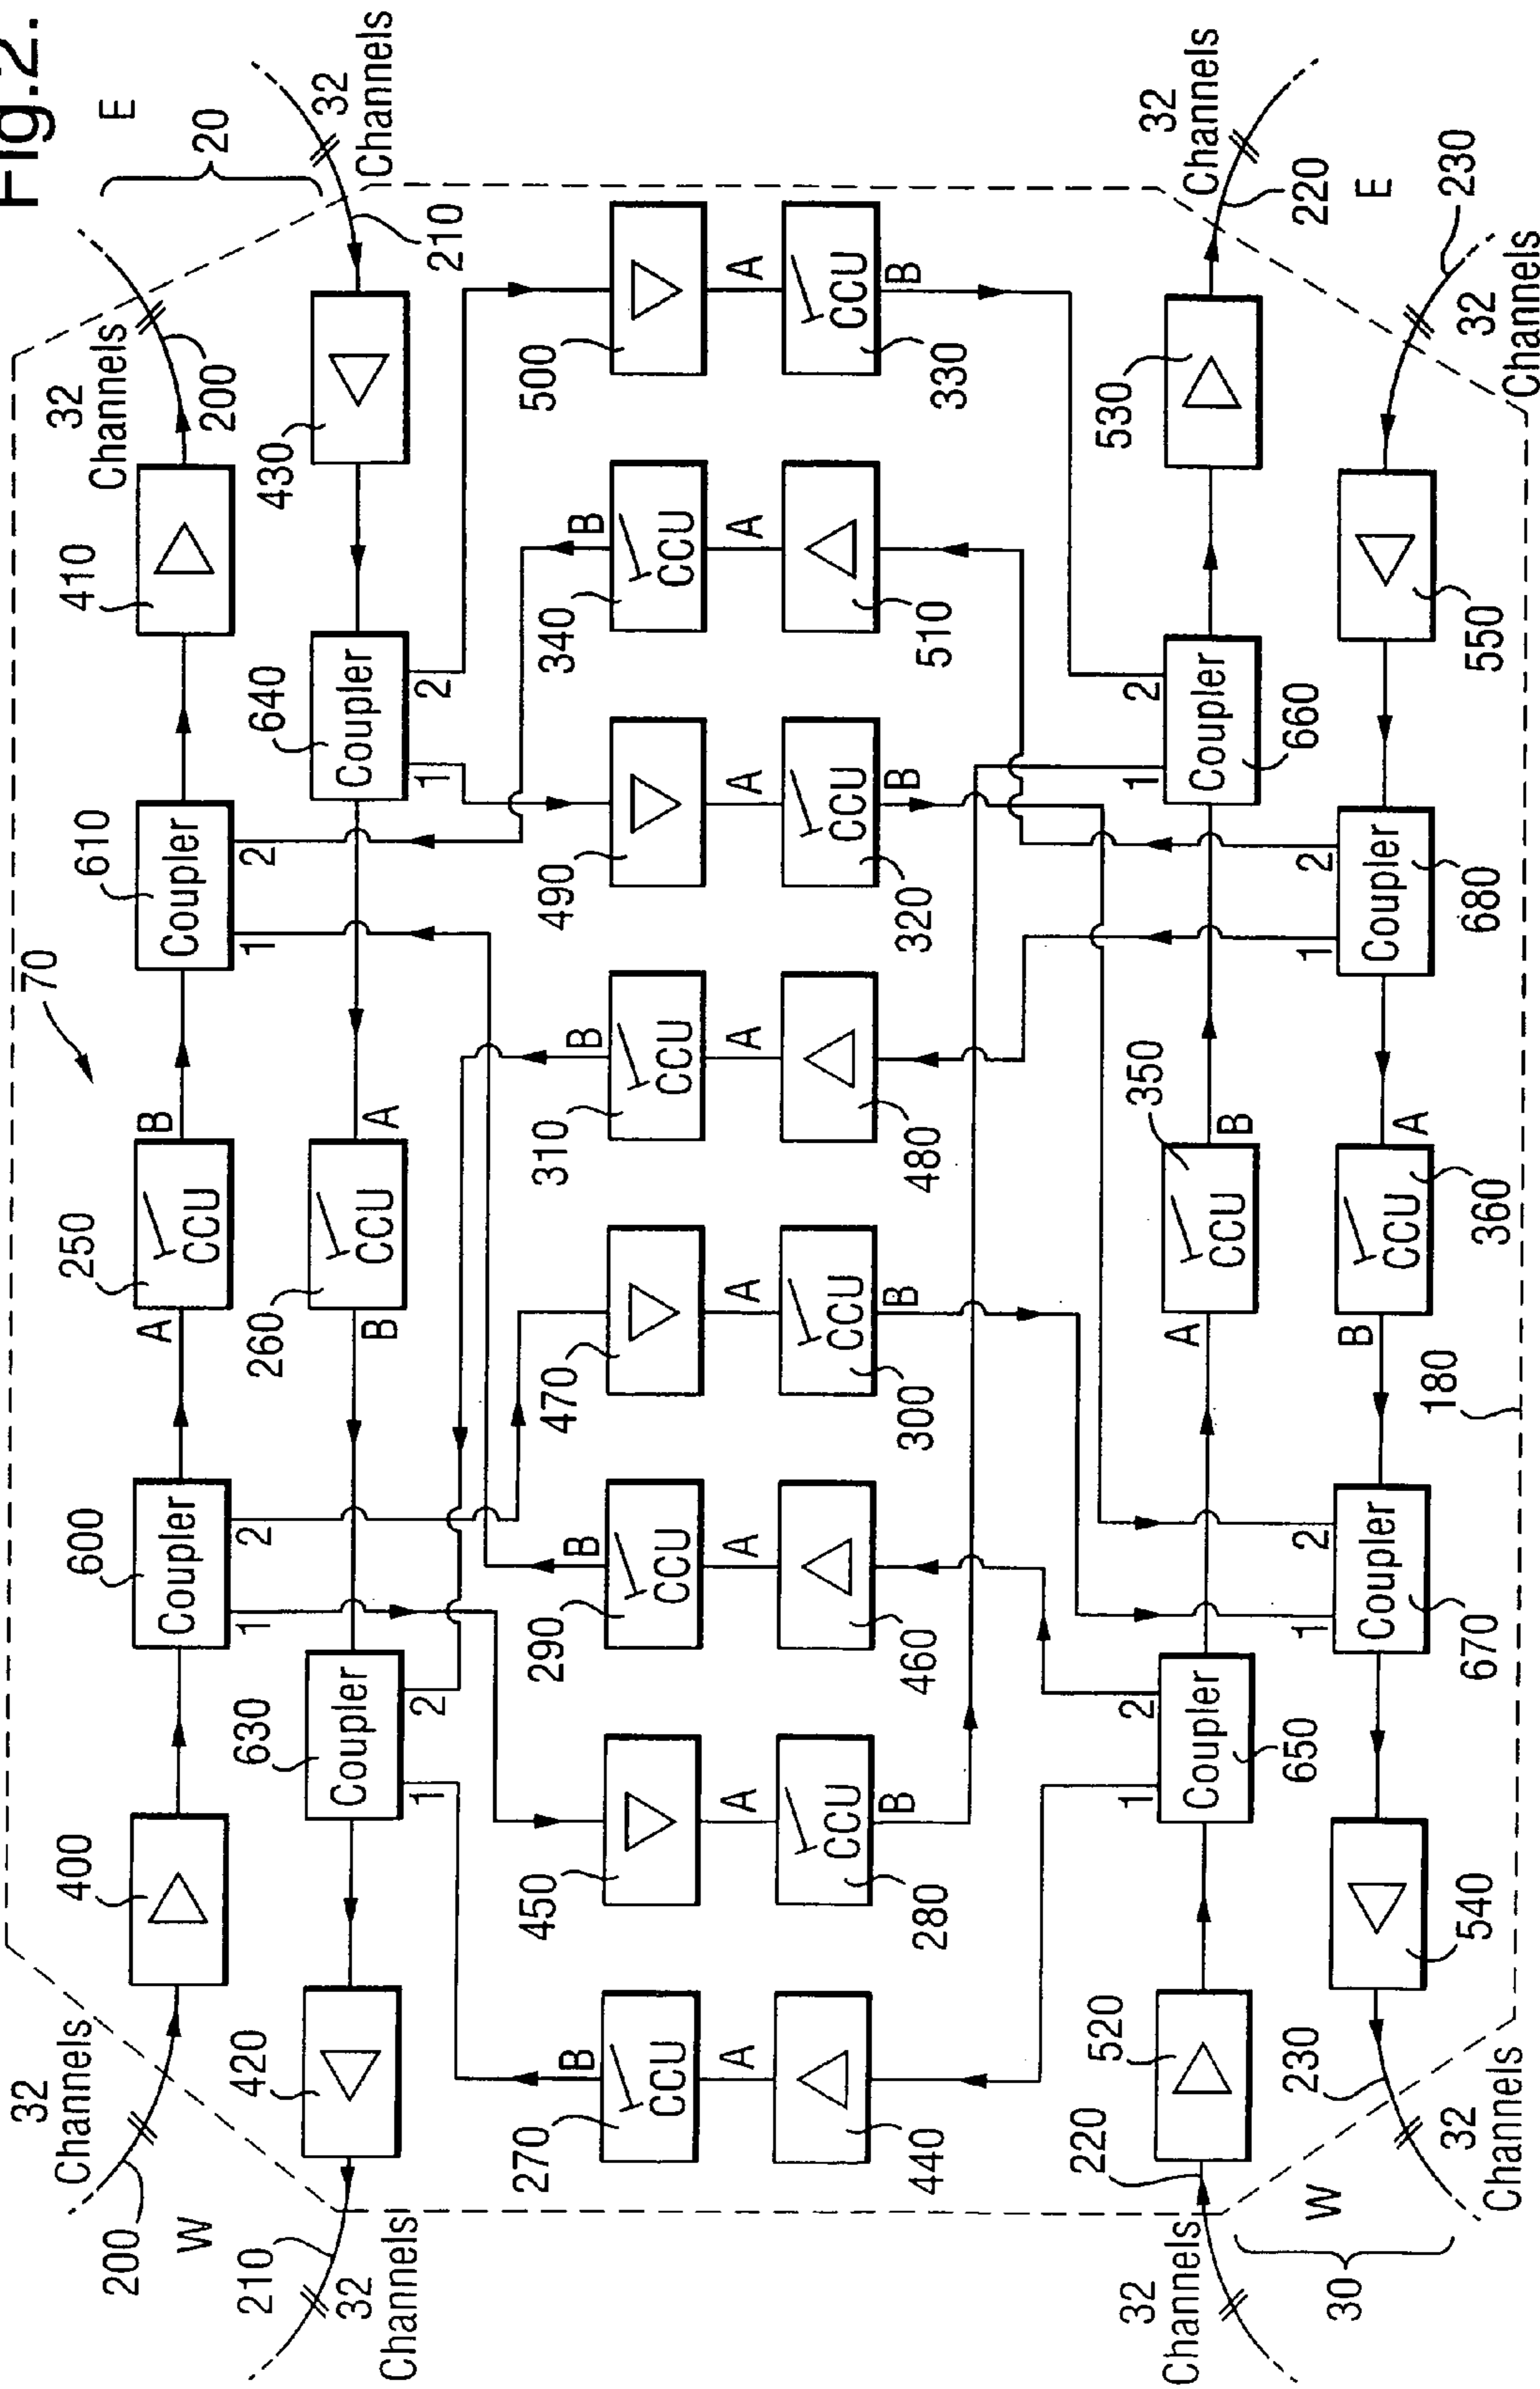 Fig.2.
70
E
20
32
Channels
400
600
250
410
32
Channels
200
W
200
Coupler
A
B
CCU
610
Coupler
1
2
1
2
210
32
Channels
420
630
260
640
430
32
Channels
210
Coupler
B
A
CCU
Coupler
1
2
1
2
270
450
290
470
310
490
340
500
B
CCU
B
CCU
B
CCU
B
CCU
A
A
A
A
A
A
A
A
440
CCU
280
B
460
CCU
300
B
480
CCU
320
B
510
CCU
330
B
32
Channels
220
520
1
2
Coupler
650
A
350
CCU
B
1
2
Coupler
660
530
32
Channels
220
E
W
30
230
32
Channels
540
1
2
Coupler
670
180
B
CCU
A
360
1
2
Coupler
680
550
230
32
Channels